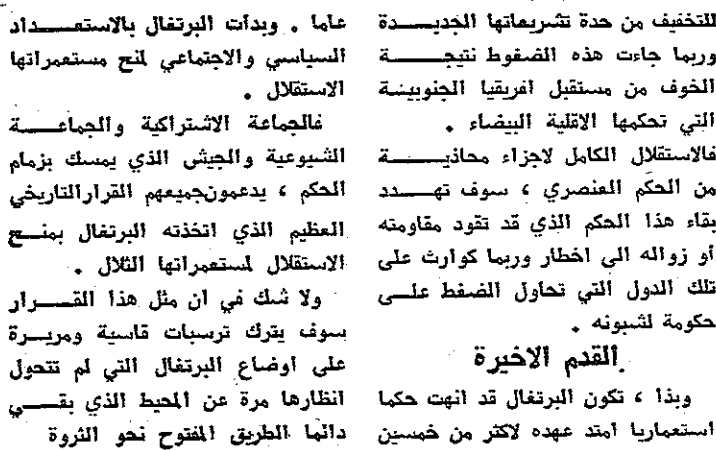 للتخفيف من حدة تشريعاتها الجديدة
وربما جاءت هذه الضغوط نتيجة
الخوف من مستقبل افريقيا الجنوبية
التي تحكمها الاقلية البيضاء .
فالاستقلال الكامل لاجزاء محاذية
من الحكم العنصري ، سوف تهدد
بقاء هذا الحكم الذي قد تقود مقاومته
أو زواله الى اخطار وربما كوارث على
تلك الدول التي تحاول الضغط على
حكومة لشبونه .
القدم الاخيرة
وبذا ، تكون البرتغال قد انهت حكما
استعماريا امتد عهده لاكثر من خمسين
عاما . وبدأت البرتغال بالاستعداد
السياسي والاجتماعي لمنح مستعمراتها
الاستقلال .
فالجماعة الاشتراكية والجماعة
الشيوعية والجيش الذي يمسك بزمام
الحكم ، يدعمونجميعهم القرارالتاريخي
العظيم الذي اتخذته البرتغال بمنح
الاستقلال لمستعمراتها الثلال .
ولا شك في ان مثل هذا القرار
سوف يترك ترسبات قاسية ومريرة
على اوضاع البرتغال التي لم تتحول
انظارها مرة عن المحيط الذي بقي
دائما الطريق المفتوح نحو الثروة